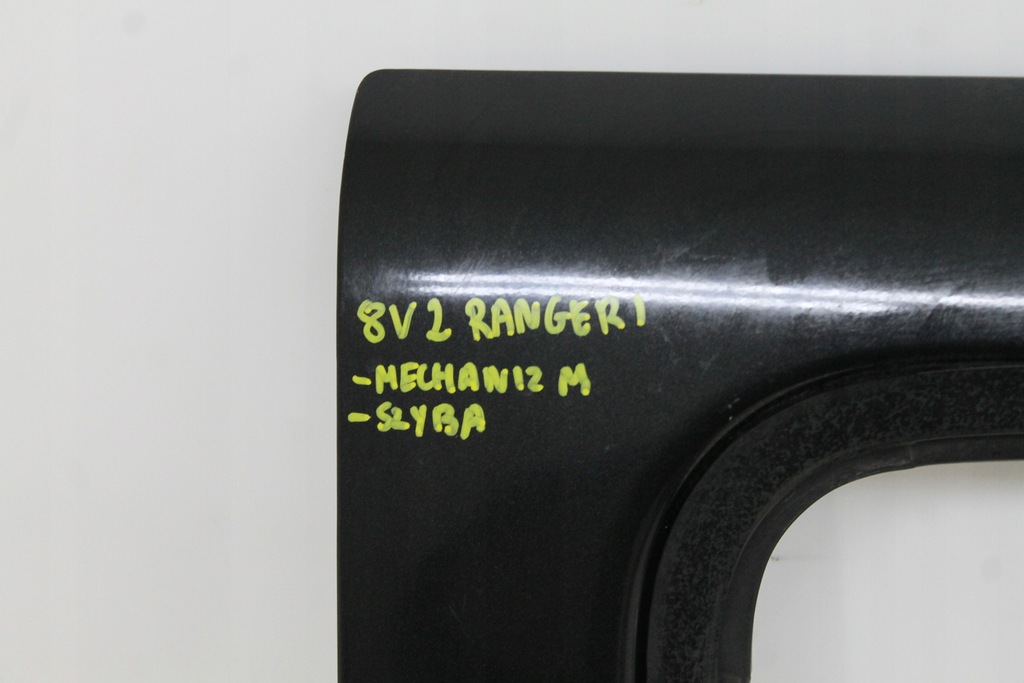 8V2 RANGER1
-MECHANIZM
-SZYBA